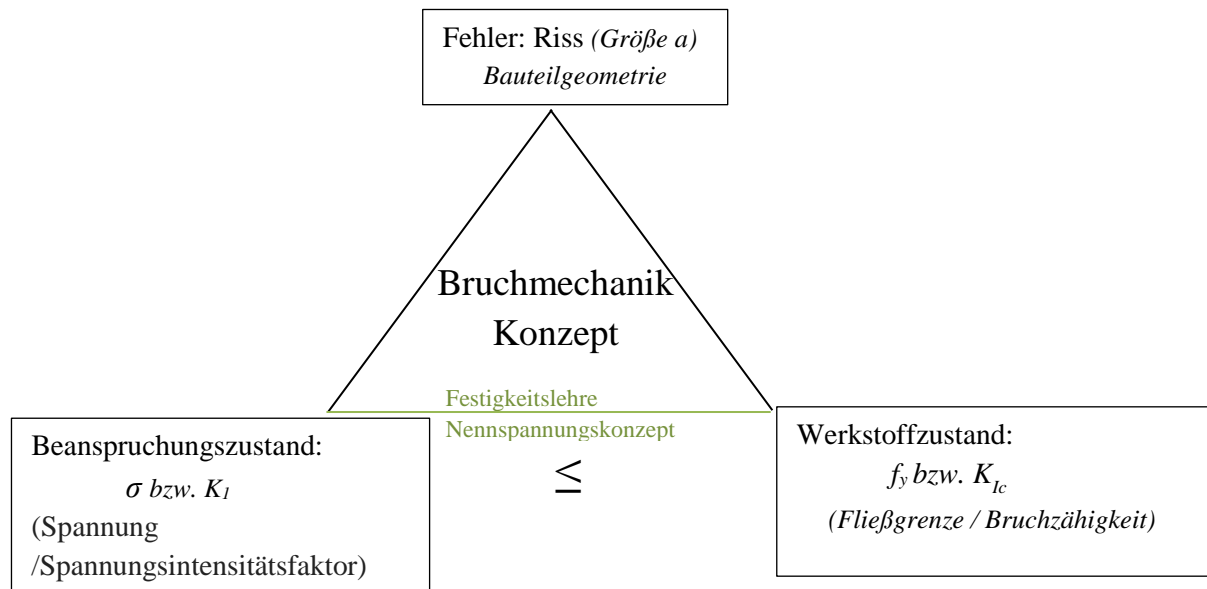 Fehler: Riss (Größe a)
Bauteilgeometrie
Bruchmechanik
Konzept
Festigkeitslehre
Nennspannungskonzept
≤
Beanspruchungszustand:
σ bzw. K₁
(Spannung
/Spannungsintensitätsfaktor)
Werkstoffzustand:
fy bzw. KIc
(Fließgrenze / Bruchzähigkeit)